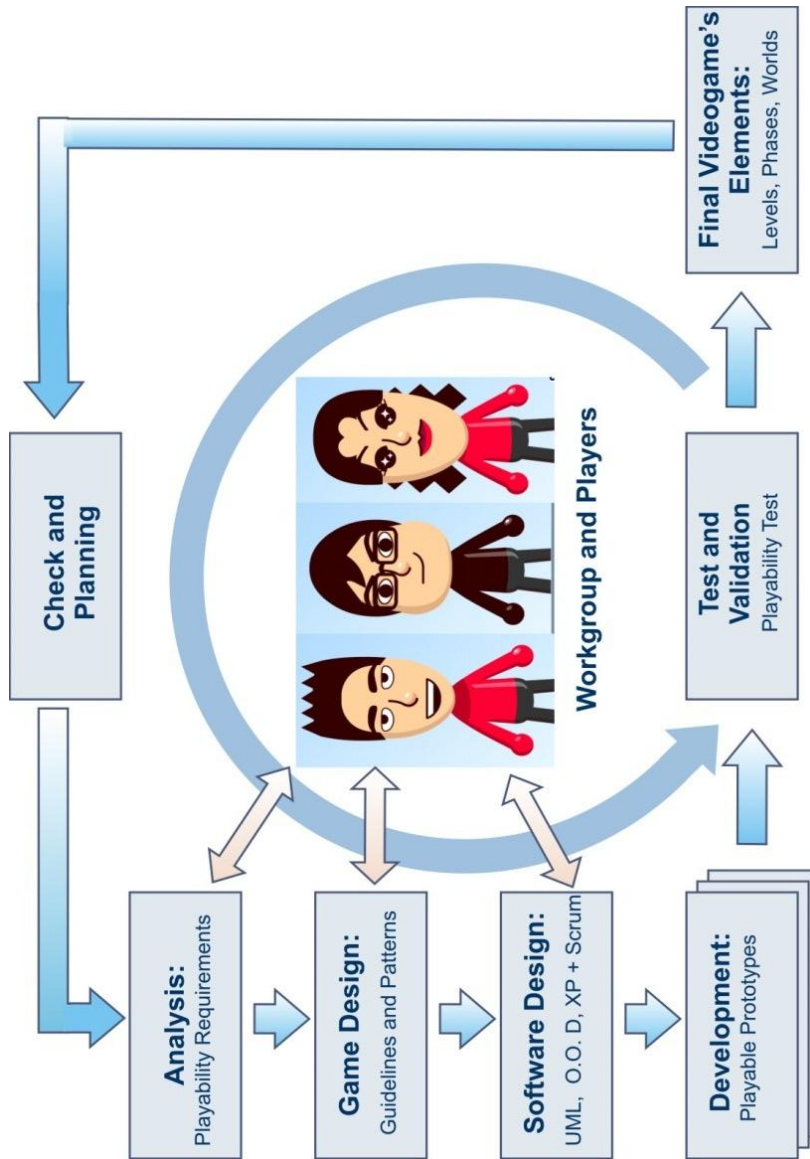 Check and
Planning
Analysis:
Playability Requirements
Game Design:
Guidelines and Patterns
Software Design:
UML, O.O. D, XP + Scrum
Development:
Playable Prototypes
Test and
Validation
Playability Test
Final Videogame’s
Elements:
Levels, Phases, Worlds
Workgroup and Players